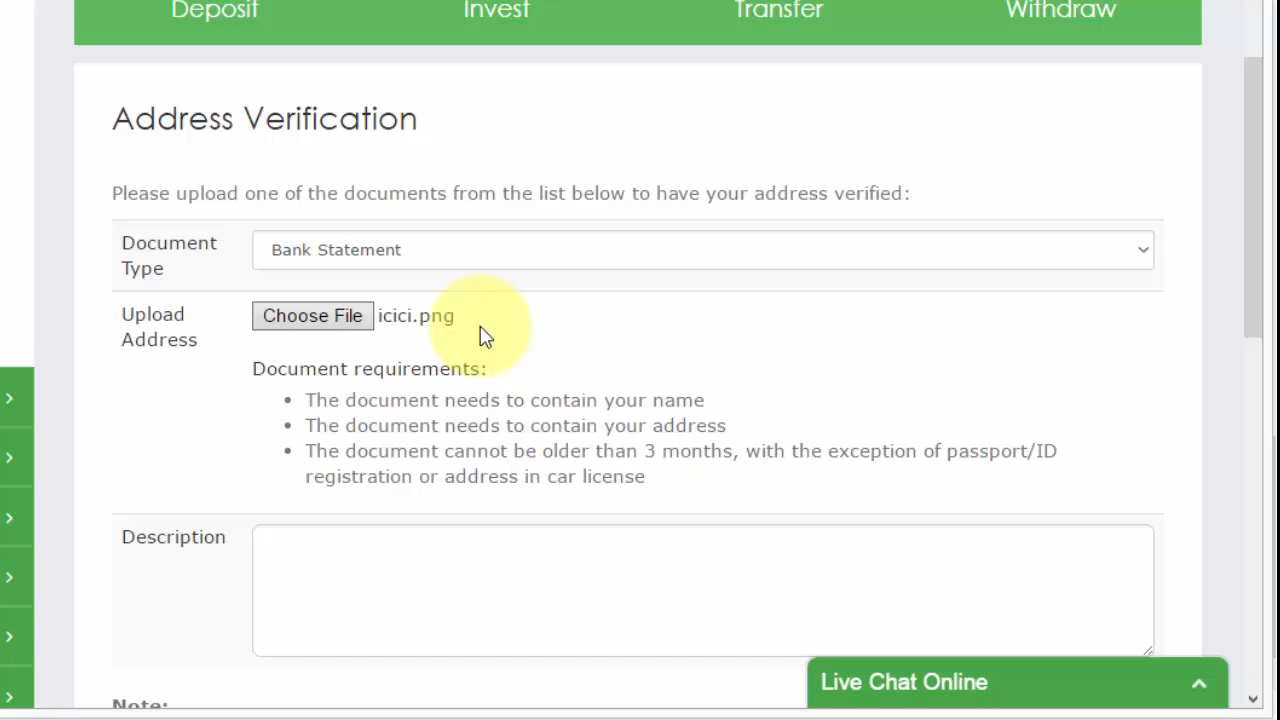 Deposit Invest Transfer Withdraw
Address Verification
Please upload one of the documents from the list below to have your address verified:
Document
Type
Bank Statement
Upload
Address
Choose File icici.png
Document requirements:
• The document needs to contain your name
• The document needs to contain your address
• The document cannot be older than 3 months, with the exception of passport/ID
registration or address in car license
Description
Note:
Live Chat Online